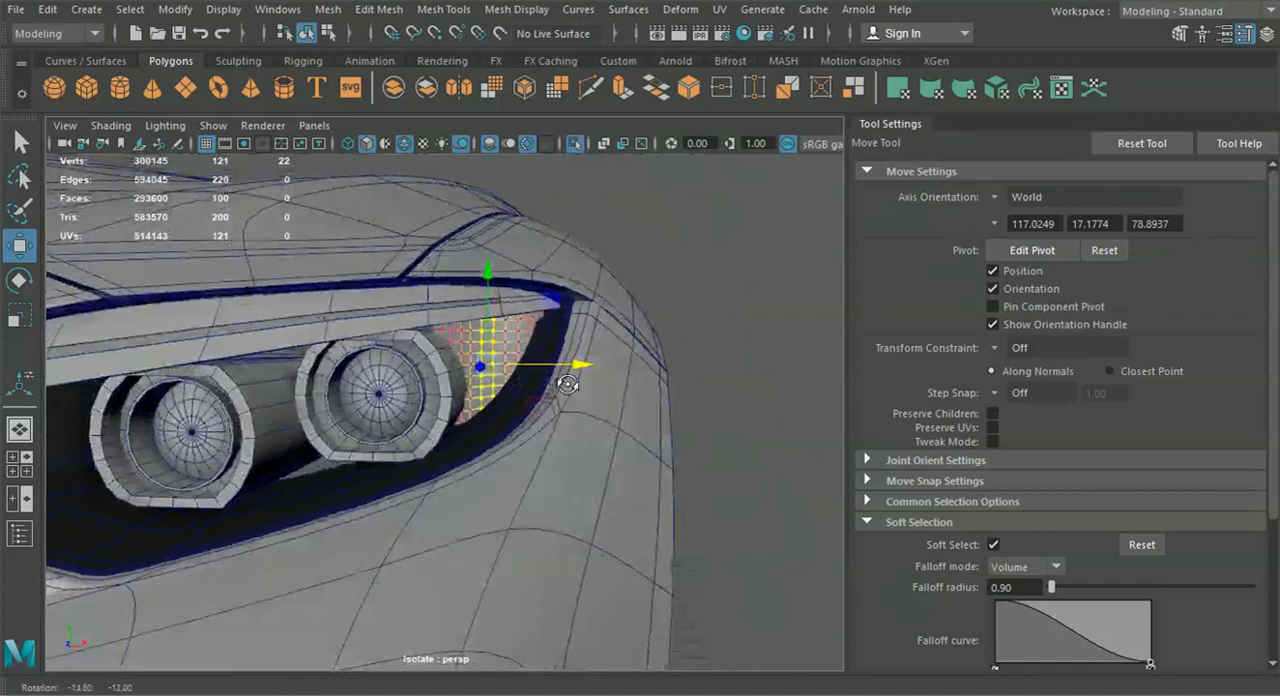 File Edit Create Select Modify Display Windows Mesh Edit Mesh Mesh Tools Mesh Display Curves Surfaces Deform UV Generate Cache Arnold Help Workspace: Modeling - Standard
Modeling No Live Surface Sign In
Curves / Surfaces Polygons Sculpting Rigging Animation Rendering FX FX Caching Custom Arnold Bifrost MASH Motion Graphics XGen
T SVG
View Shading Lighting Show Renderer Panels
0.00 1.00 sRGB ga
Verts: 300145 121 22
Edges: 594045 220 0
Faces: 293600 100 0
Tris: 583570 200 0
UVs: 514143 121 0
Isolate : persp
Tool Settings
Move Tool Reset Tool Tool Help
Move Settings
Axis Orientation: World
117.0249 17.1774 78.8937
Pivot: Edit Pivot Reset
Position
Orientation
Pin Component Pivot
Show Orientation Handle
Transform Constraint: Off
Along Normals Closest Point
Step Snap: Off 1.00
Preserve Children:
Preserve UVs:
Tweak Mode:
Joint Orient Settings
Move Snap Settings
Common Selection Options
Soft Selection
Soft Select: Reset
Falloff mode: Volume
Falloff radius: 0.90
Falloff curve:
Rotation: -13.80: -12.00